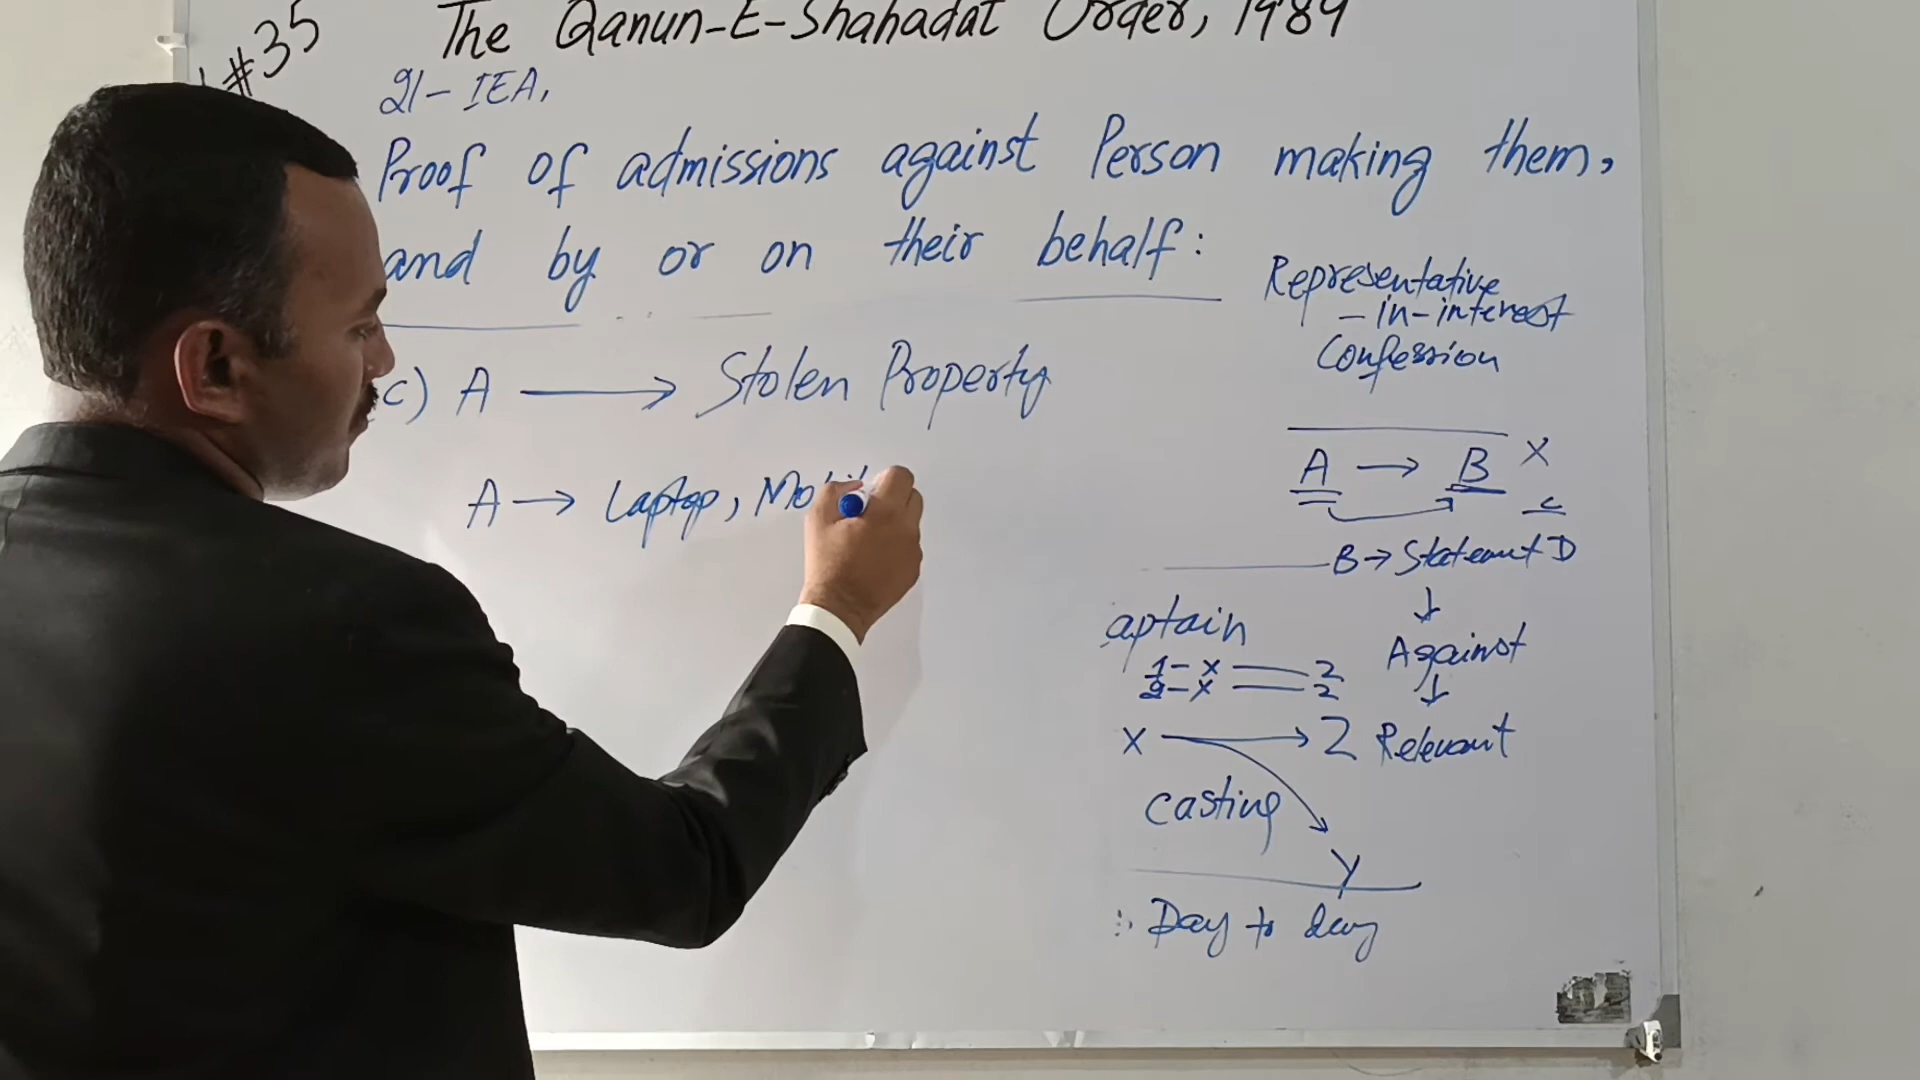 #35
The Qanun-E-Shahadat Order, 1984
21- IEA,
Proof of admissions against Person making them,
and by or on their behalf:
c) A → Stolen Property
A → Laptop, Mobil
Representative
- in-interest
Confession
A → B X
C
B → Statement D
↓
Against
↓
Relevant
aptain
1- x — 2
2- x — 2
X → Z
Y
casting
∴ Day to day